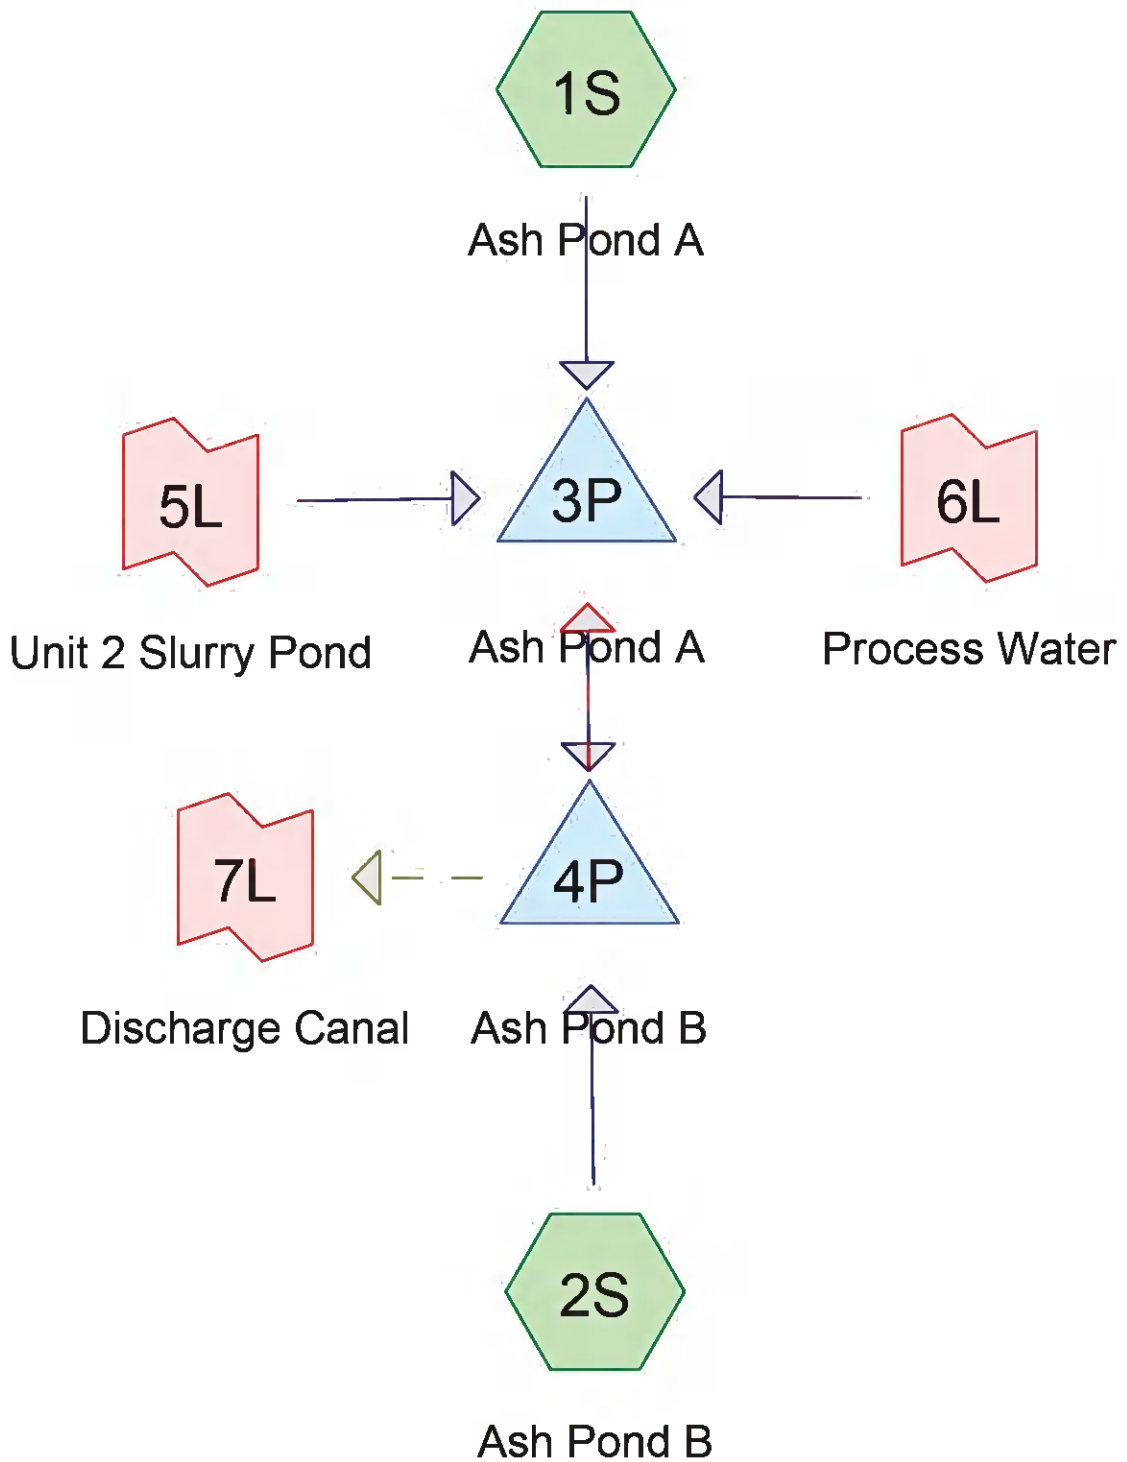 1S
Ash Pond A
5L
3P
6L
Unit 2 Slurry Pond
Ash Pond A
Process Water
7L
4P
Discharge Canal
Ash Pond B
2S
Ash Pond B